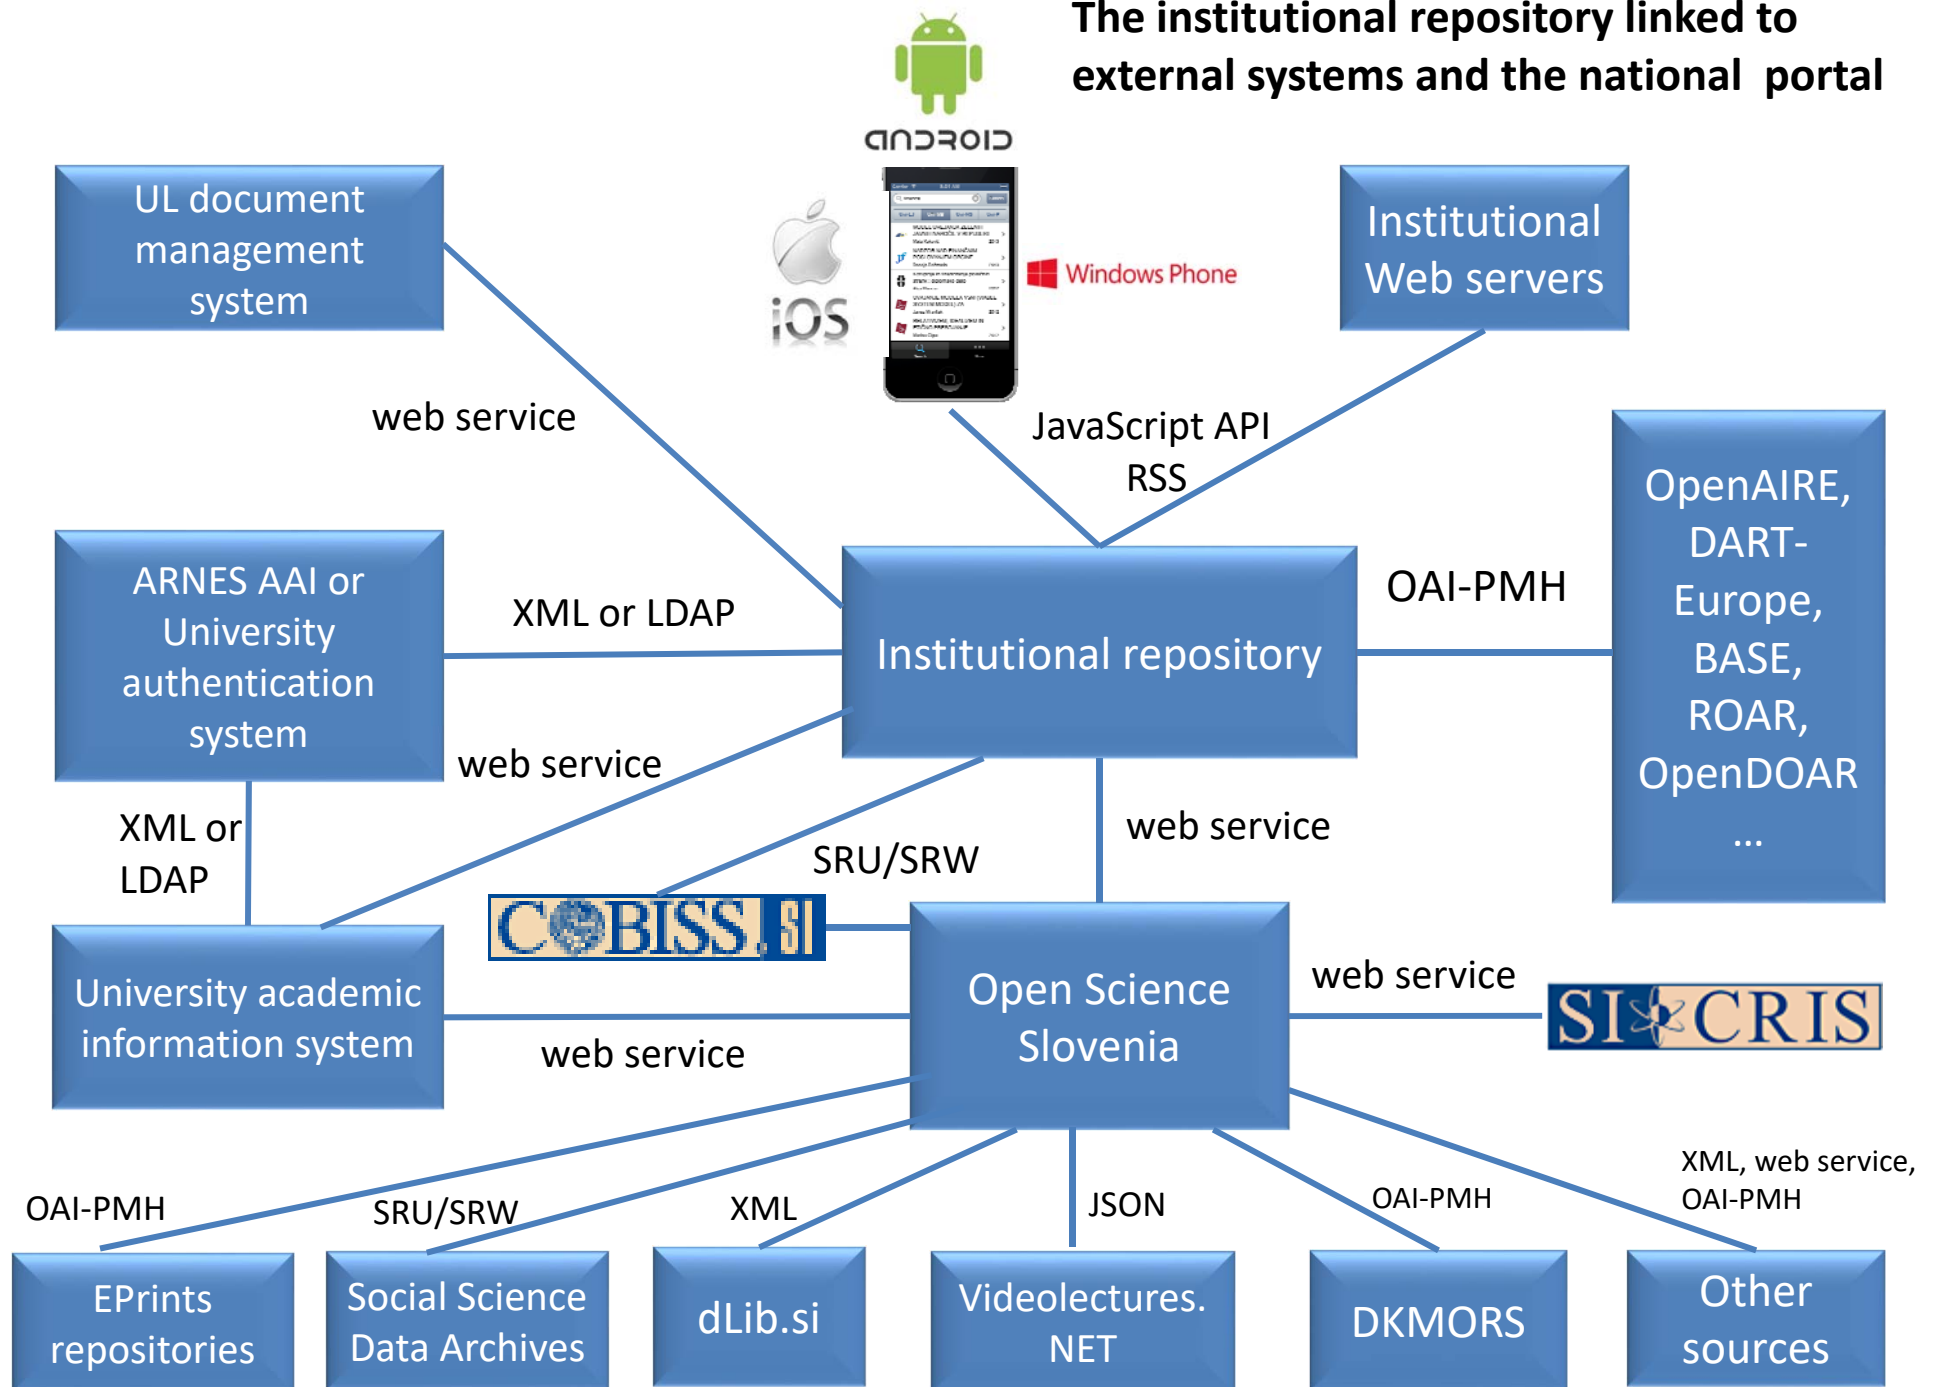 The institutional repository linked to
external systems and the national portal
android
iOS
Windows Phone
UL document
management
system
Institutional
Web servers
web service
JavaScript API
RSS
OpenAIRE,
DART-
Europe,
BASE,
ROAR,
OpenDOAR
...
ARNES AAI or
University
authentication
system
XML or LDAP
Institutional repository
OAI-PMH
web service
XML or
LDAP
SRU/SRW
web service
COBISS.SI
University academic
information system
web service
Open Science
Slovenia
web service
SICRIS
OAI-PMH
SRU/SRW
XML
JSON
OAI-PMH
XML, web service,
OAI-PMH
EPrints
repositories
Social Science
Data Archives
dLib.si
Videolectures.
NET
DKMORS
Other
sources